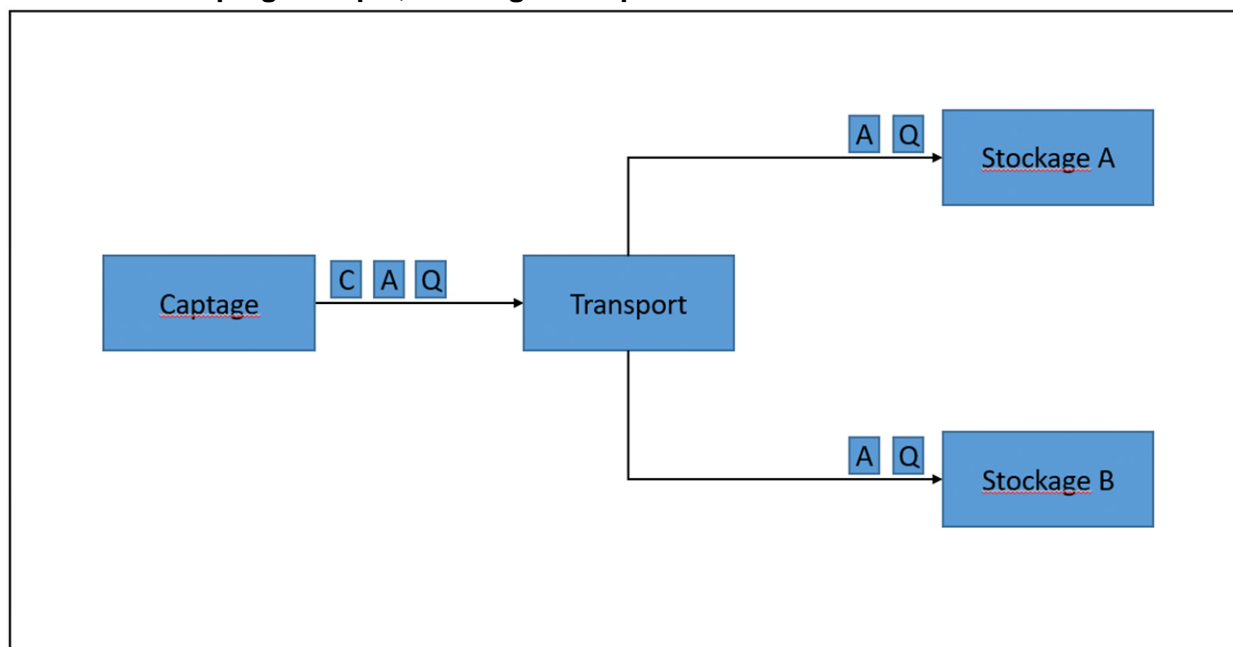 A Q
Stockage A
C A Q
Captage
Transport
A Q
Stockage B